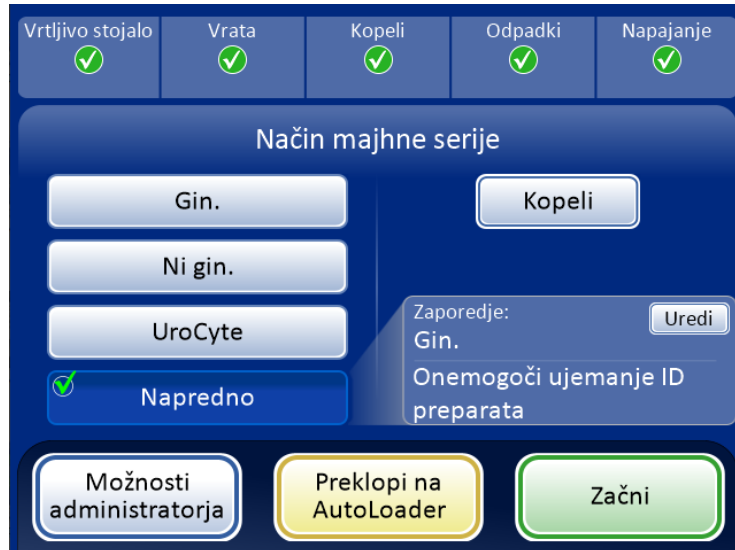 Vrtljivo stojalo
Vrata
Kopeli
Odpadki
Napajanje
Način majhne serije
Gin.
Kopeli
Ni gin.
UroCyte
Zaporedje:
Uredi
Gin.
Napredno
Onemogoči ujemanje ID
preparata
Možnosti
administratorja
Preklopi na
AutoLoader
Začni